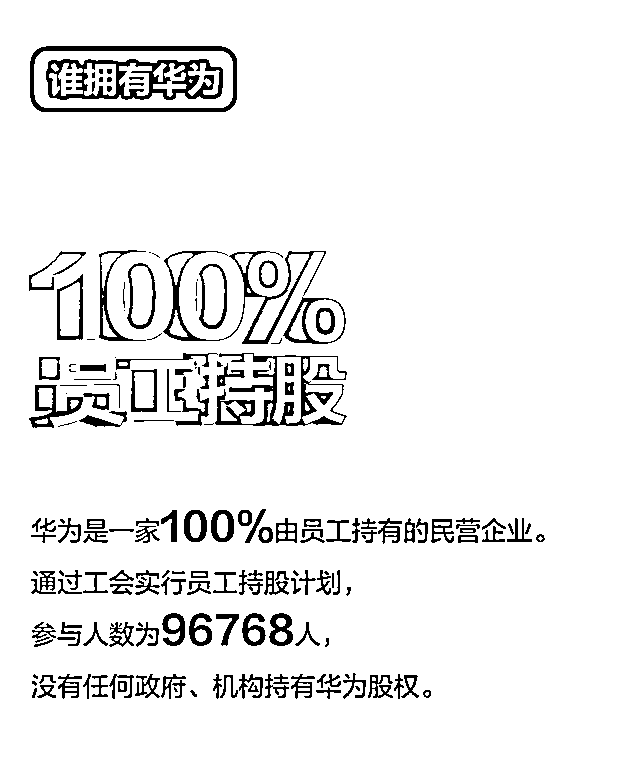 谁拥有华为
100%
员工持股
华为是一家100%由员工持有的民营企业。
通过工会实行员工持股计划，
参与人数为96768人，
没有任何政府、机构持有华为股权。